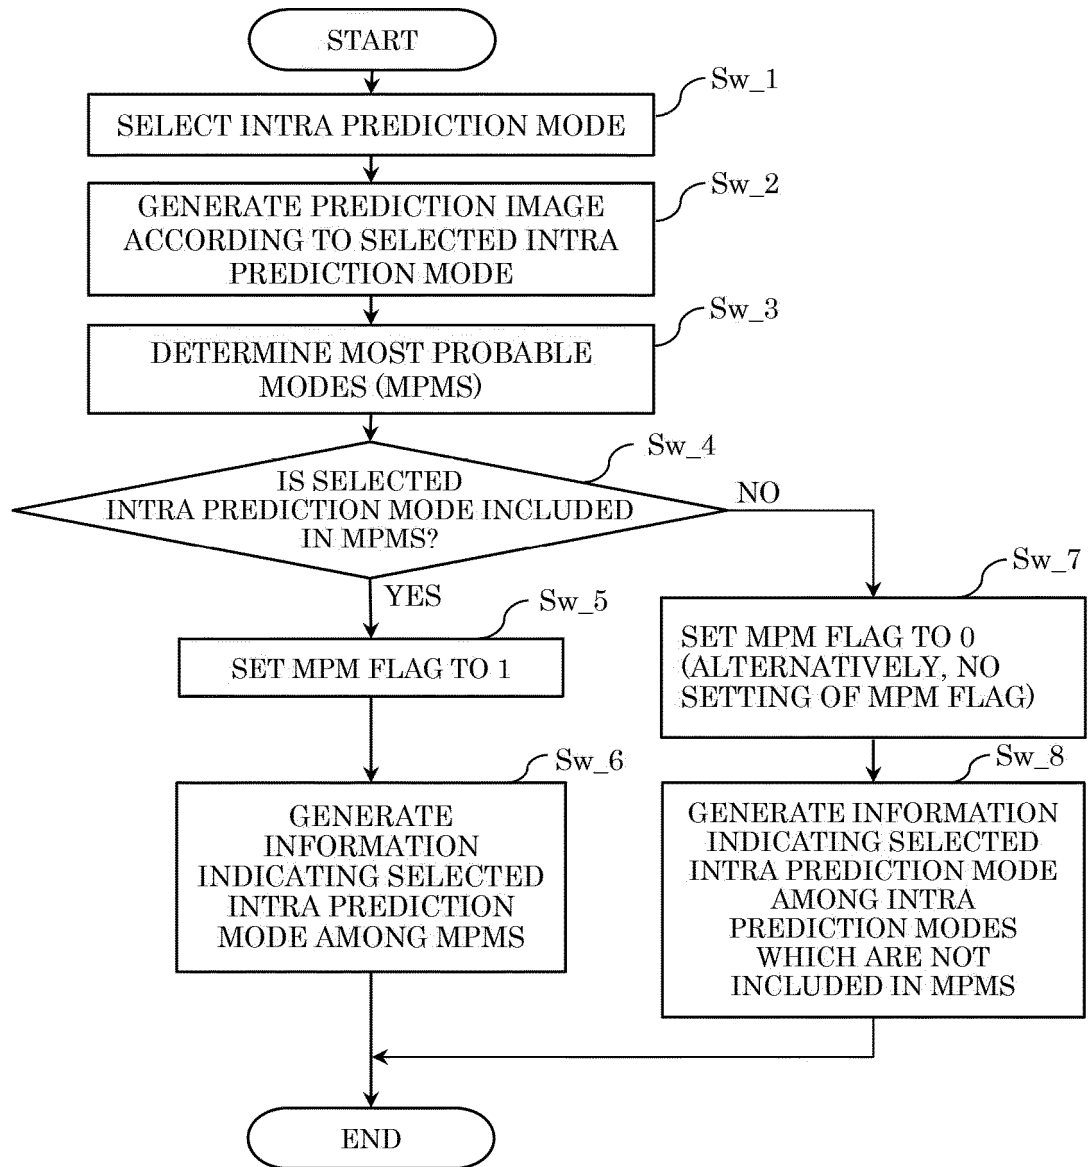 START
Sw_1
SELECT INTRA PREDICTION MODE
Sw_2
GENERATE PREDICTION IMAGE
ACCORDING TO SELECTED INTRA
PREDICTION MODE
Sw_3
DETERMINE MOST PROBABLE
MODES (MPMS)
Sw_4
IS SELECTED
INTRA PREDICTION MODE INCLUDED
IN MPMS?
NO
YES
Sw_5
SET MPM FLAG TO 1
Sw_6
GENERATE
INFORMATION
INDICATING SELECTED
INTRA PREDICTION
MODE AMONG MPMS
Sw_7
SET MPM FLAG TO 0
(ALTERNATIVELY, NO
SETTING OF MPM FLAG)
Sw_8
GENERATE INFORMATION
INDICATING SELECTED
INTRA PREDICTION MODE
AMONG INTRA
PREDICTION MODES
WHICH ARE NOT
INCLUDED IN MPMS
END